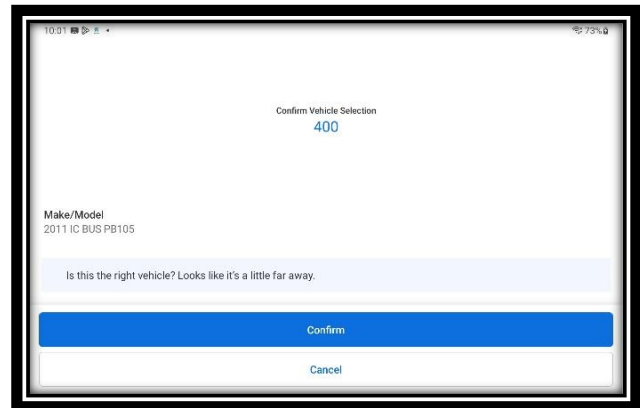 10:01
73%
Confirm Vehicle Selection
400
Make/Model
2011 IC BUS PB105
Is this the right vehicle? Looks like it's a little far away.
Confirm
Cancel